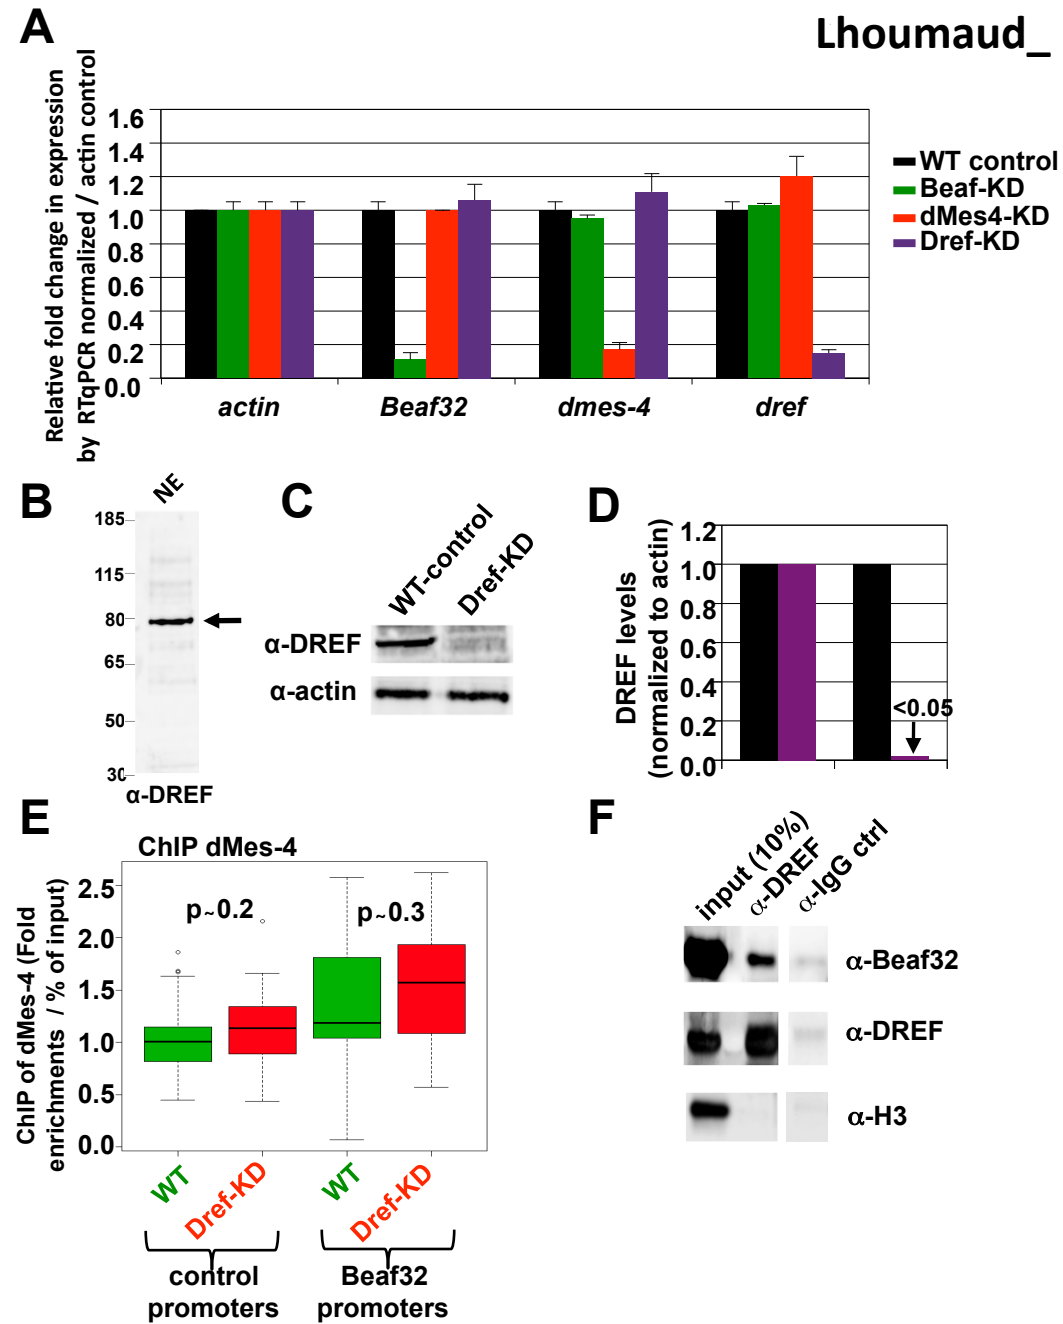 A
Lhoumaud_
Relative fold change in expression
by RTqPCR normalized / actin control
1.6
1.4
1.2
1.0
0.8
0.6
0.4
0.2
0.0
actin
Beaf32
dmes-4
dref
WT control
Beaf-KD
dMes4-KD
Dref-KD
B
NE
185
115
80
65
50
30
α-DREF
C
WT-control
Dref-KD
α-DREF
α-actin
D
DREF levels
(normalized to actin)
1.2
1.0
0.8
0.6
0.4
0.2
0.0
<0.05
E
ChIP dMes-4
ChIP of dMes-4 (Fold
enrichments / % of input)
2.5
2.0
1.5
1.0
0.5
0.0
p~0.2
p~0.3
WT
Dref-KD
WT
Dref-KD
control
promoters
Beaf32
promoters
F
input (10%)
α-DREF
α-IgG ctrl
α-Beaf32
α-DREF
α-H3